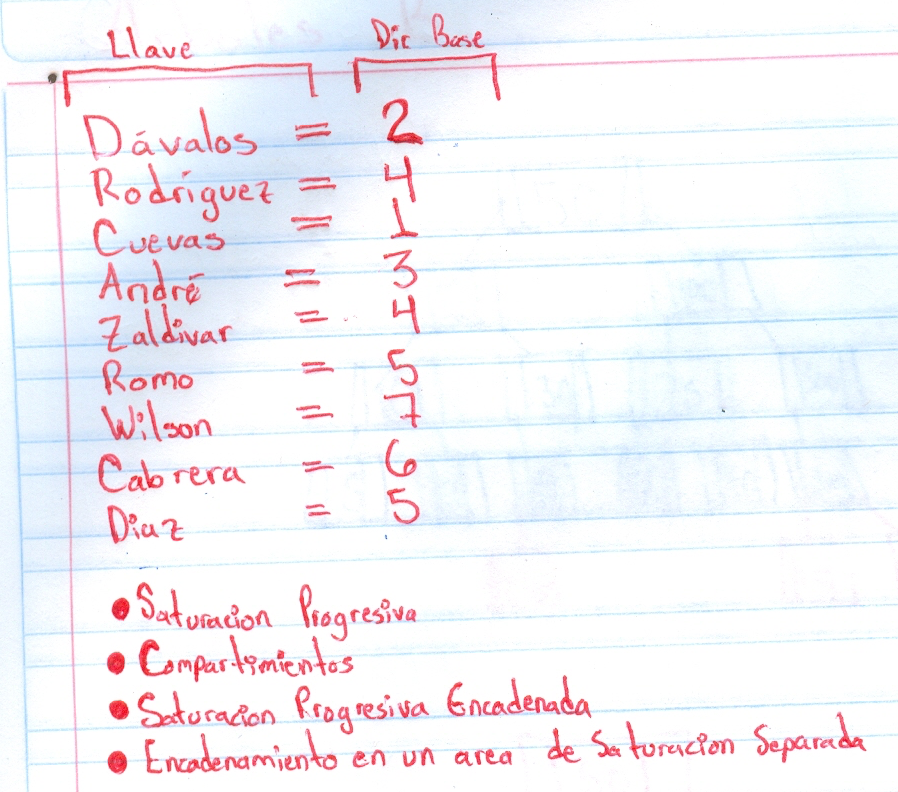 Llave Dir Base
Dávalos = 2
Rodríguez = 4
Cuevas = 1
André = 3
Zaldivar = 4
Romo = 5
Wilson = 7
Cabrera = 6
Diaz = 5
• Saturacion Progresiva
• Compartimientos
• Saturacion Progresiva Encadenada
• Encadenamiento en un area de Saturacion Separada